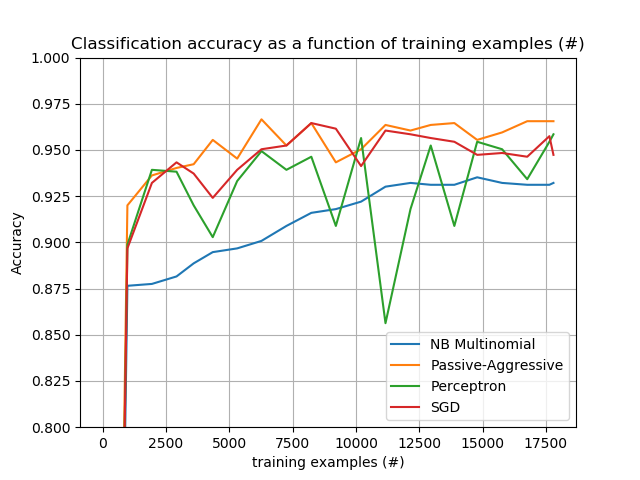 Classification accuracy as a function of training examples (#)
1.000
0.975
0.950
0.925
0.900
0.875
0.850
0.825
0.800
Accuracy
NB Multinomial
Passive-Aggressive
Perceptron
SGD
0 2500 5000 7500 10000 12500 15000 17500
training examples (#)